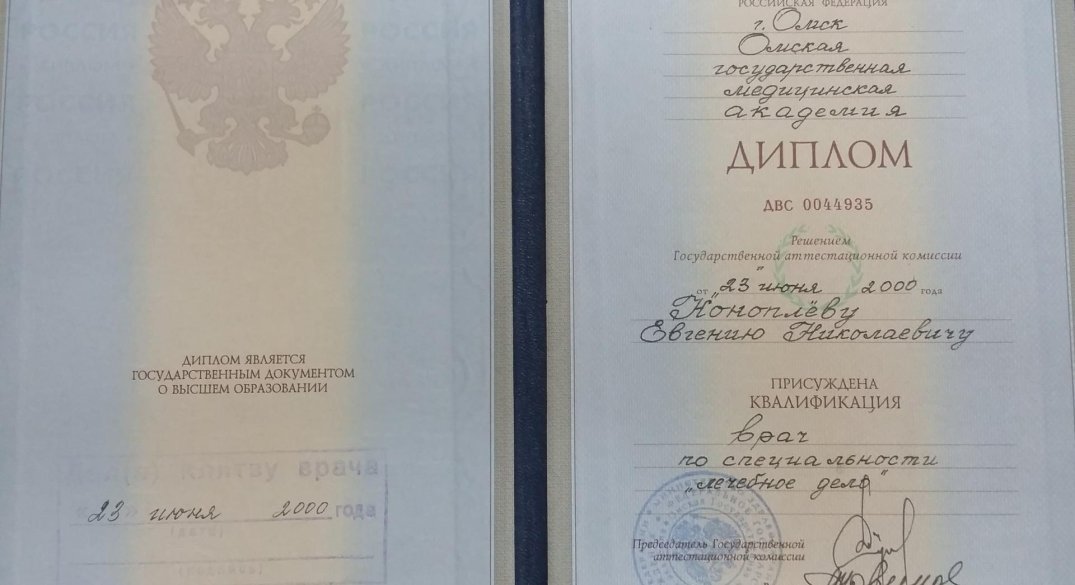 ДИПЛОМ ЯВЛЯЕТСЯ
ГОСУДАРСТВЕННЫМ ДОКУМЕНТОМ
О ВЫСШЕМ ОБРАЗОВАНИИ
клятву врача
23 июня 2000 года
(дата)
(подпись)
РОССИЙСКАЯ ФЕДЕРАЦИЯ
г. Омск
Омская
государственная
медицинская
академия
ДИПЛОМ
ДВС 0044935
Решением
Государственной аттестационной комиссии
от "23" июня 2000 года
Коноплёву
Евгению Николаевичу
ПРИСУЖДЕНА
КВАЛИФИКАЦИЯ
врач
по специальности
"лечебное дело"
Председатель Государственной
аттестационной комиссии